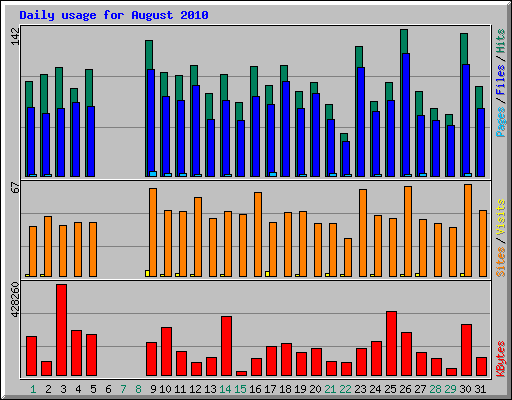 Daily usage for August 2010
142
67
428260
Pages / Files / Hits
Sites / Visits
KBytes
1 2 3 4 5 6 7 8 9 10 11 12 13 14 15 16 17 18 19 20 21 22 23 24 25 26 27 28 29 30 31